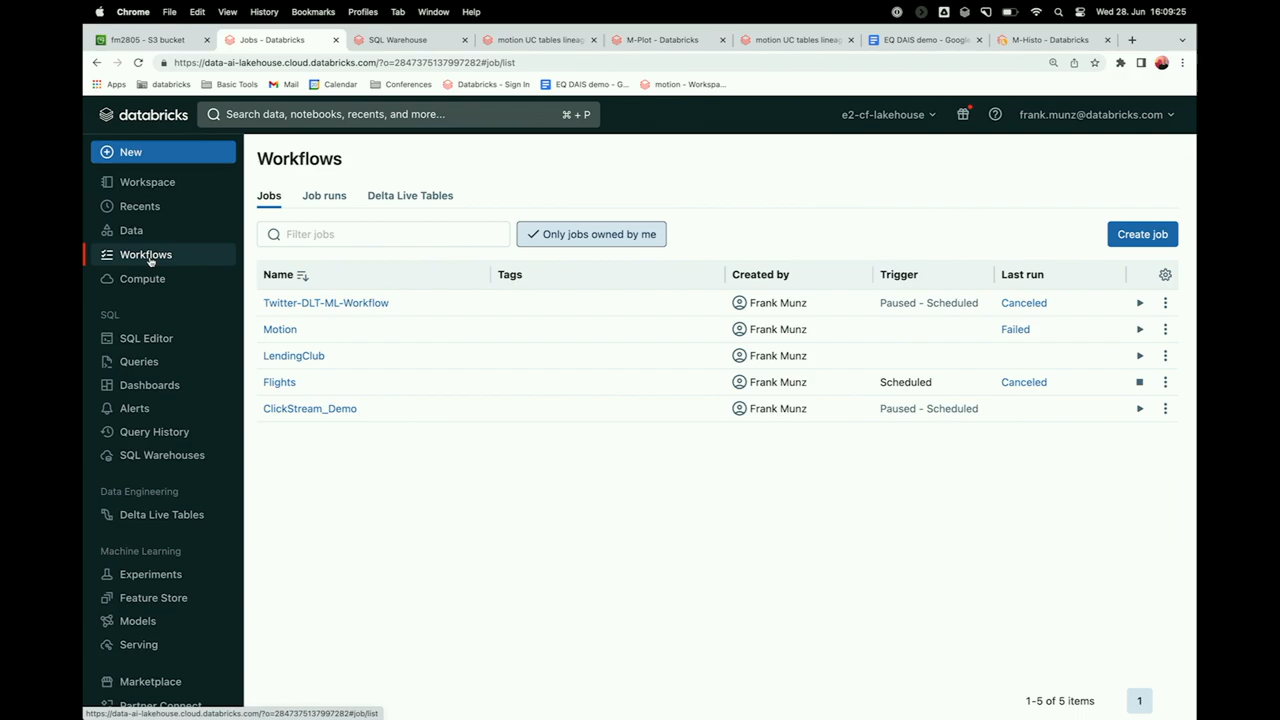 Chrome File Edit View History Bookmarks Profiles Tab Window Help Wed 28. Jun 16:09:25
fm2805 - S3 bucket Jobs - Databricks SQL Warehouse motion UC tables lineag M-Plot - Databricks motion UC tables lineag EQ DAIS demo - Google M-Histo - Databricks
https://data-ai-lakehouse.cloud.databricks.com/?o=2847375137997282#job/list
Apps databricks Basic Tools Mail Calendar Conferences Databricks - Sign In EQ DAIS demo - G... motion - Workspa...
databricks Search data, notebooks, recents, and more... ⌘ + P e2-cf-lakehouse frank.munz@databricks.com
New
Workspace
Recents
Data
Workflows
Compute
SQL
SQL Editor
Queries
Dashboards
Alerts
Query History
SQL Warehouses
Data Engineering
Delta Live Tables
Machine Learning
Experiments
Feature Store
Models
Serving
Marketplace
Partner Connect
Workflows
Jobs Job runs Delta Live Tables
Filter jobs Only jobs owned by me Create job
Name Tags Created by Trigger Last run
Twitter-DLT-ML-Workflow Frank Munz Paused - Scheduled Canceled
Motion Frank Munz Failed
LendingClub Frank Munz
Flights Frank Munz Scheduled Canceled
ClickStream_Demo Frank Munz Paused - Scheduled
1-5 of 5 items 1
https://data-ai-lakehouse.cloud.databricks.com/?o=2847375137997282#job/list